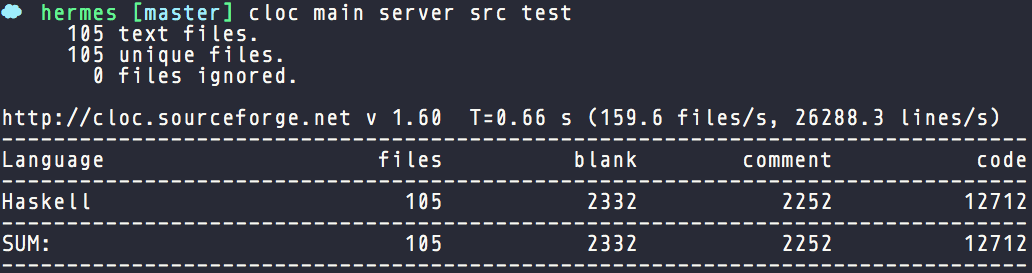 hermes [master] cloc main server src test
105 text files.
105 unique files.
0 files ignored.
http://cloc.sourceforge.net v 1.60  T=0.66 s (159.6 files/s, 26288.3 lines/s)
-------------------------------------------------------------------------------
Language files blank comment code
-------------------------------------------------------------------------------
Haskell 105 2332 2252 12712
-------------------------------------------------------------------------------
SUM: 105 2332 2252 12712
-------------------------------------------------------------------------------